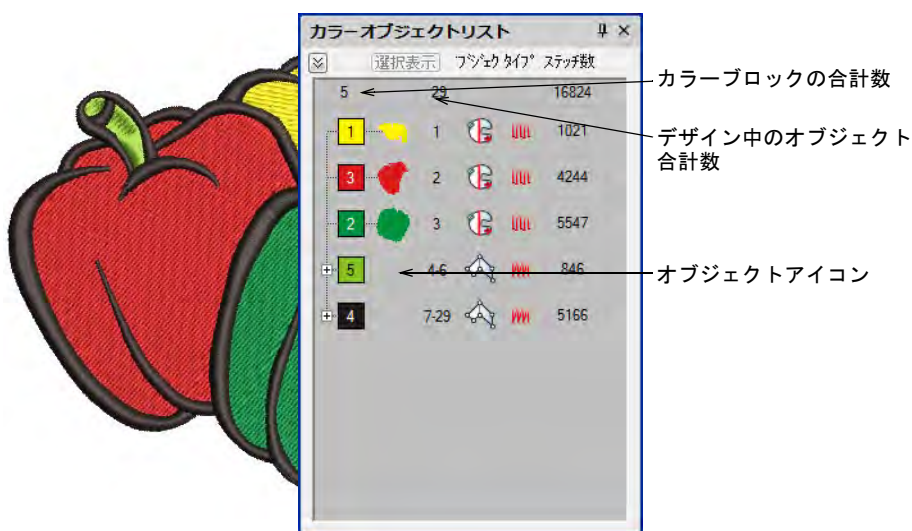 カラーオブジェクトリスト
選択表示 ブジェク タイプ ステッチ数
5 29 16824
1 1 1021
3 2 4244
2 3 5547
5 4-6 846
4 7-29 5166
カラーブロックの合計数
デザイン中のオブジェクト
合計数
オブジェクトアイコン